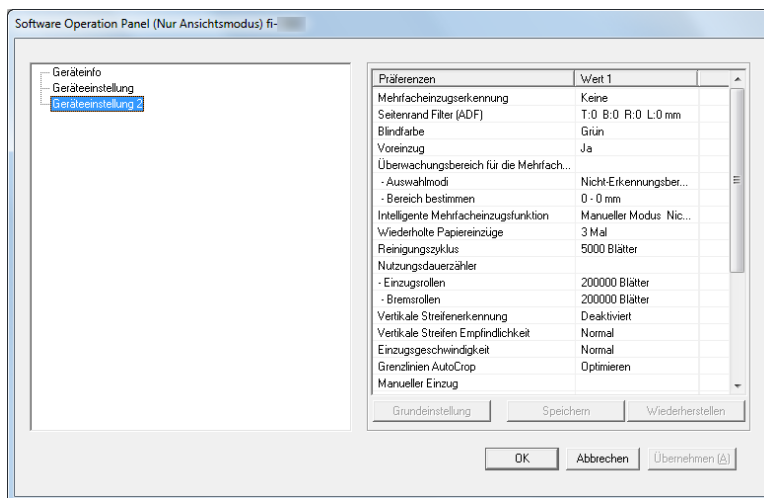 Software Operation Panel (Nur Ansichtsmodus) fi-
Geräteinfo
Geräteeinstellung
Geräteeinstellung 2
Präferenzen Wert 1
Mehrfacheinzugserkennung Keine
Seitenrand Filter (ADF) T:0 B:0 R:0 L:0 mm
Blindfarbe Grün
Voreinzug Ja
Überwachungsbereich für die Mehrfach...
- Auswahlmodi Nicht-Erkennungsber...
- Bereich bestimmen 0 - 0 mm
Intelligente Mehrfacheinzugsfunktion Manueller Modus Nic...
Wiederholte Papiereinzüge 3 Mal
Reinigungszyklus 5000 Blätter
Nutzungsdauerzähler
- Einzugsrollen 200000 Blätter
- Bremsrollen 200000 Blätter
Vertikale Streifenerkennung Deaktiviert
Vertikale Streifen Empfindlichkeit Normal
Einzugsgeschwindigkeit Normal
Grenzlinien AutoCrop Optimieren
Manueller Einzug
Grundeinstellung Speichern Wiederherstellen
OK Abbrechen Übernehmen (A)